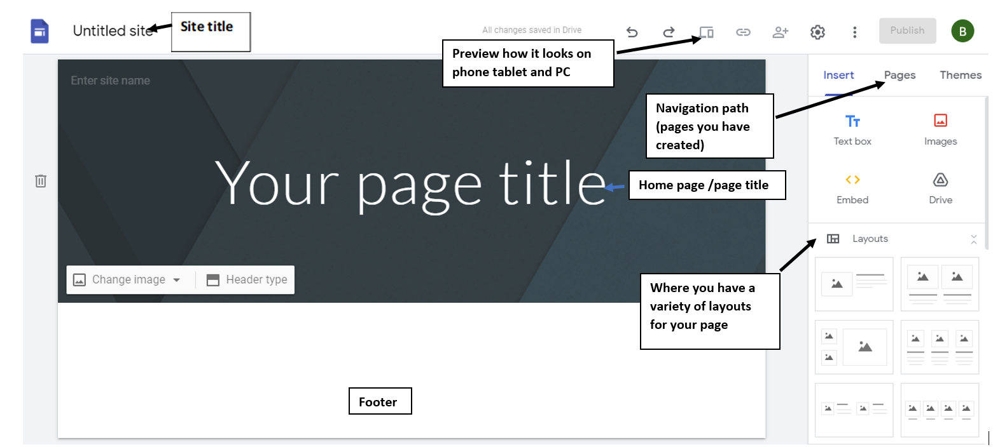 Untitled site
Site title
All changes saved in Drive
Publish
B
Preview how it looks on
phone tablet and PC
Enter site name
Insert
Pages
Themes
Navigation path
(pages you have
created)
Text box
Images
Your page title
Home page /page title
Embed
Drive
Layouts
Change image
Header type
Where you have a
variety of layouts
for your page
Footer